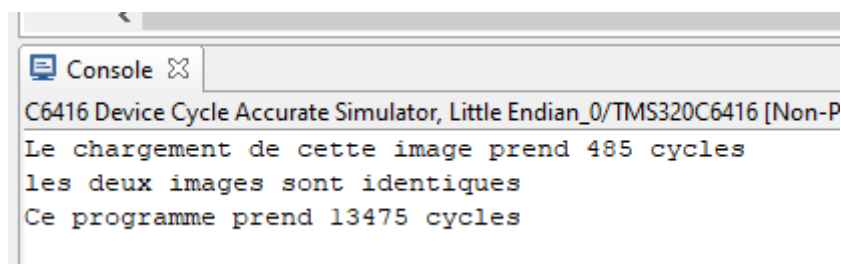 Console
C6416 Device Cycle Accurate Simulator, Little Endian_0/TMS320C6416 [Non-P
Le chargement de cette image prend 485 cycles
les deux images sont identiques
Ce programme prend 13475 cycles